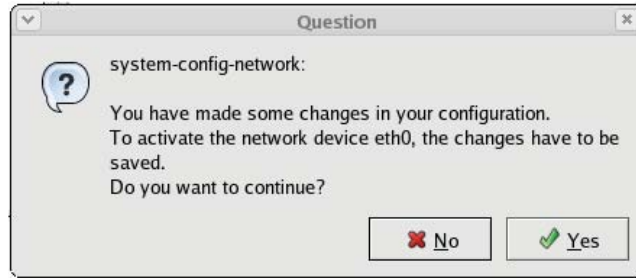 Question
system-config-network:
You have made some changes in your configuration.
To activate the network device eth0, the changes have to be
saved.
Do you want to continue?
No
Yes